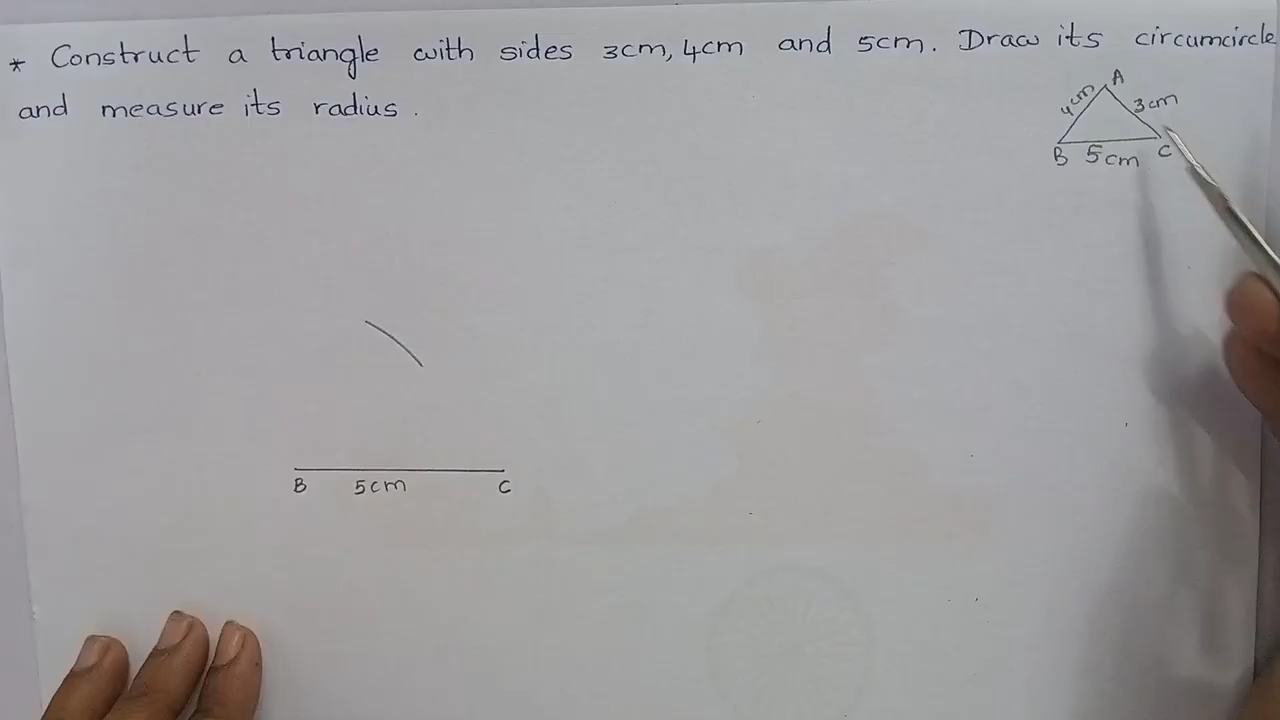 * Construct a triangle with sides 3cm, 4cm and 5cm. Draw its circumcircle
and measure its radius.
A
4cm 3cm
B 5cm C
B 5cm C